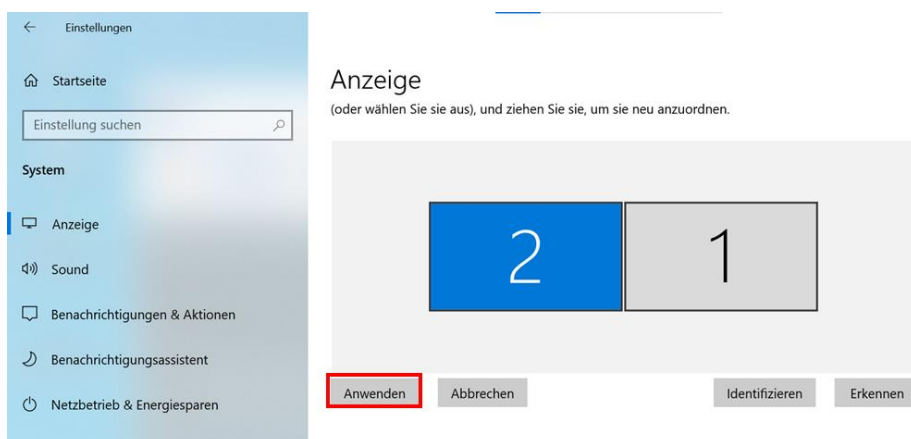 Einstellungen
Startseite
Einstellung suchen
System
Anzeige
Sound
Benachrichtigungen & Aktionen
Benachrichtigungsassistent
Netzbetrieb & Energiesparen
Anzeige
(oder wählen Sie sie aus), und ziehen Sie sie, um sie neu anzuordnen.
2 1
Anwenden Abbrechen Identifizieren Erkennen